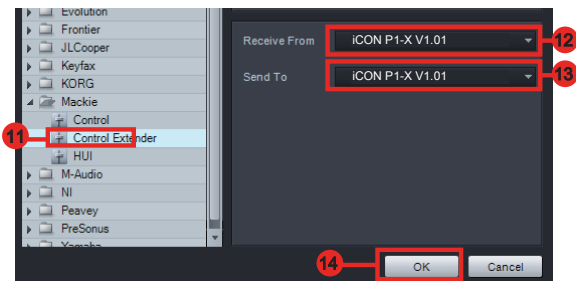 Evolution
Frontier
JLCooper
Keyfax
KORG
Mackie
Control
11 Control Extender
HUI
M-Audio
NI
Peavey
PreSonus
Yamaha
Receive From iCON P1-X V1.01 12
Send To iCON P1-X V1.01 13
14 OK Cancel